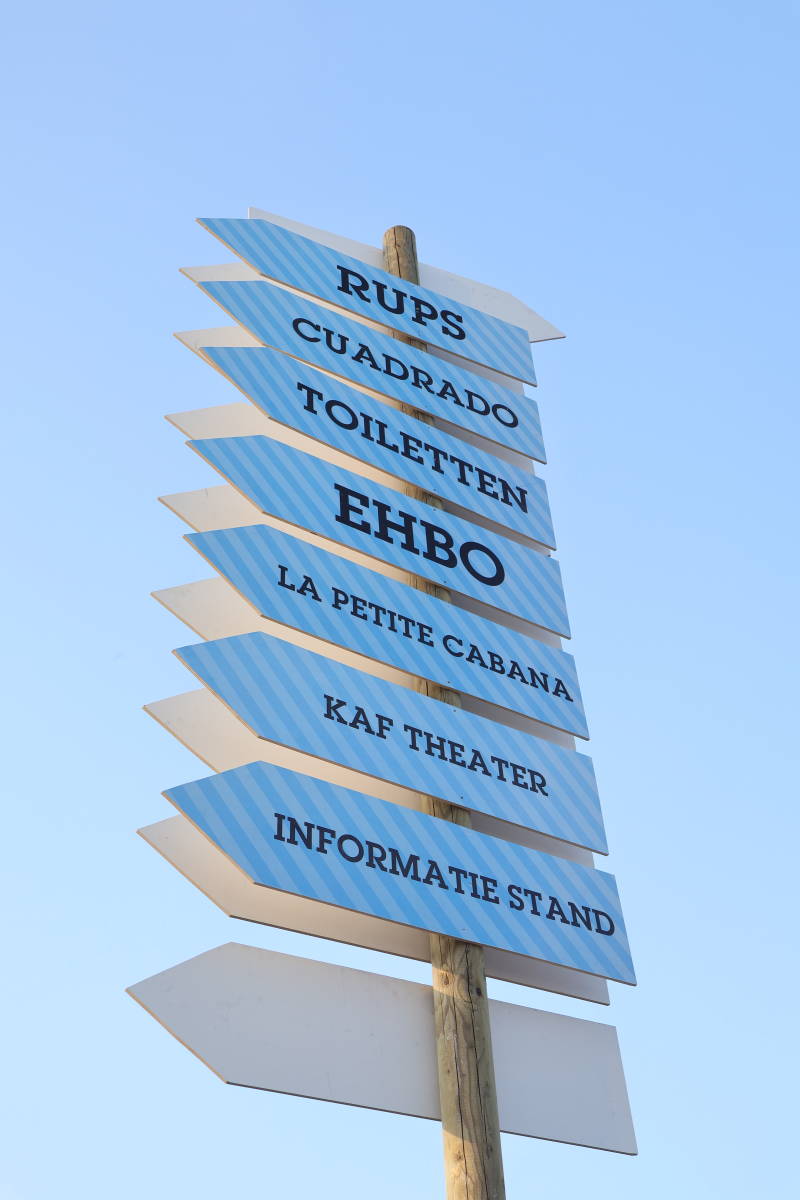 RUPS
CUADRADO
TOILETTEN
EHBO
LA PETITE CABANA
KAF THEATER
INFORMATIE STAND